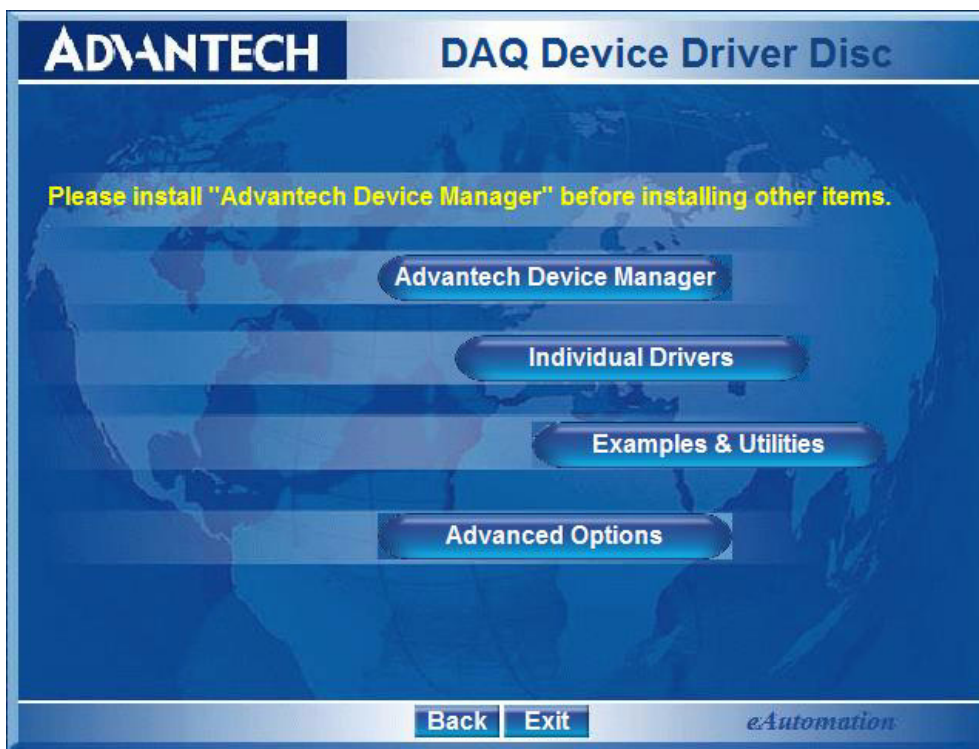 ADVANTECH
DAQ Device Driver Disc
Please install "Advantech Device Manager" before installing other items.
Advantech Device Manager
Individual Drivers
Examples & Utilities
Advanced Options
Back
Exit
eAutomation